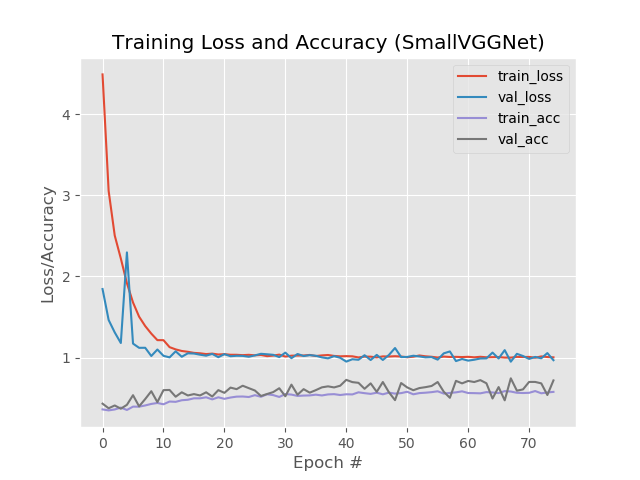 Training Loss and Accuracy (SmallVGGNet)
train_loss
val_loss
train_acc
val_acc
4
3
2
1
Loss/Accuracy
0 10 20 30 40 50 60 70
Epoch #